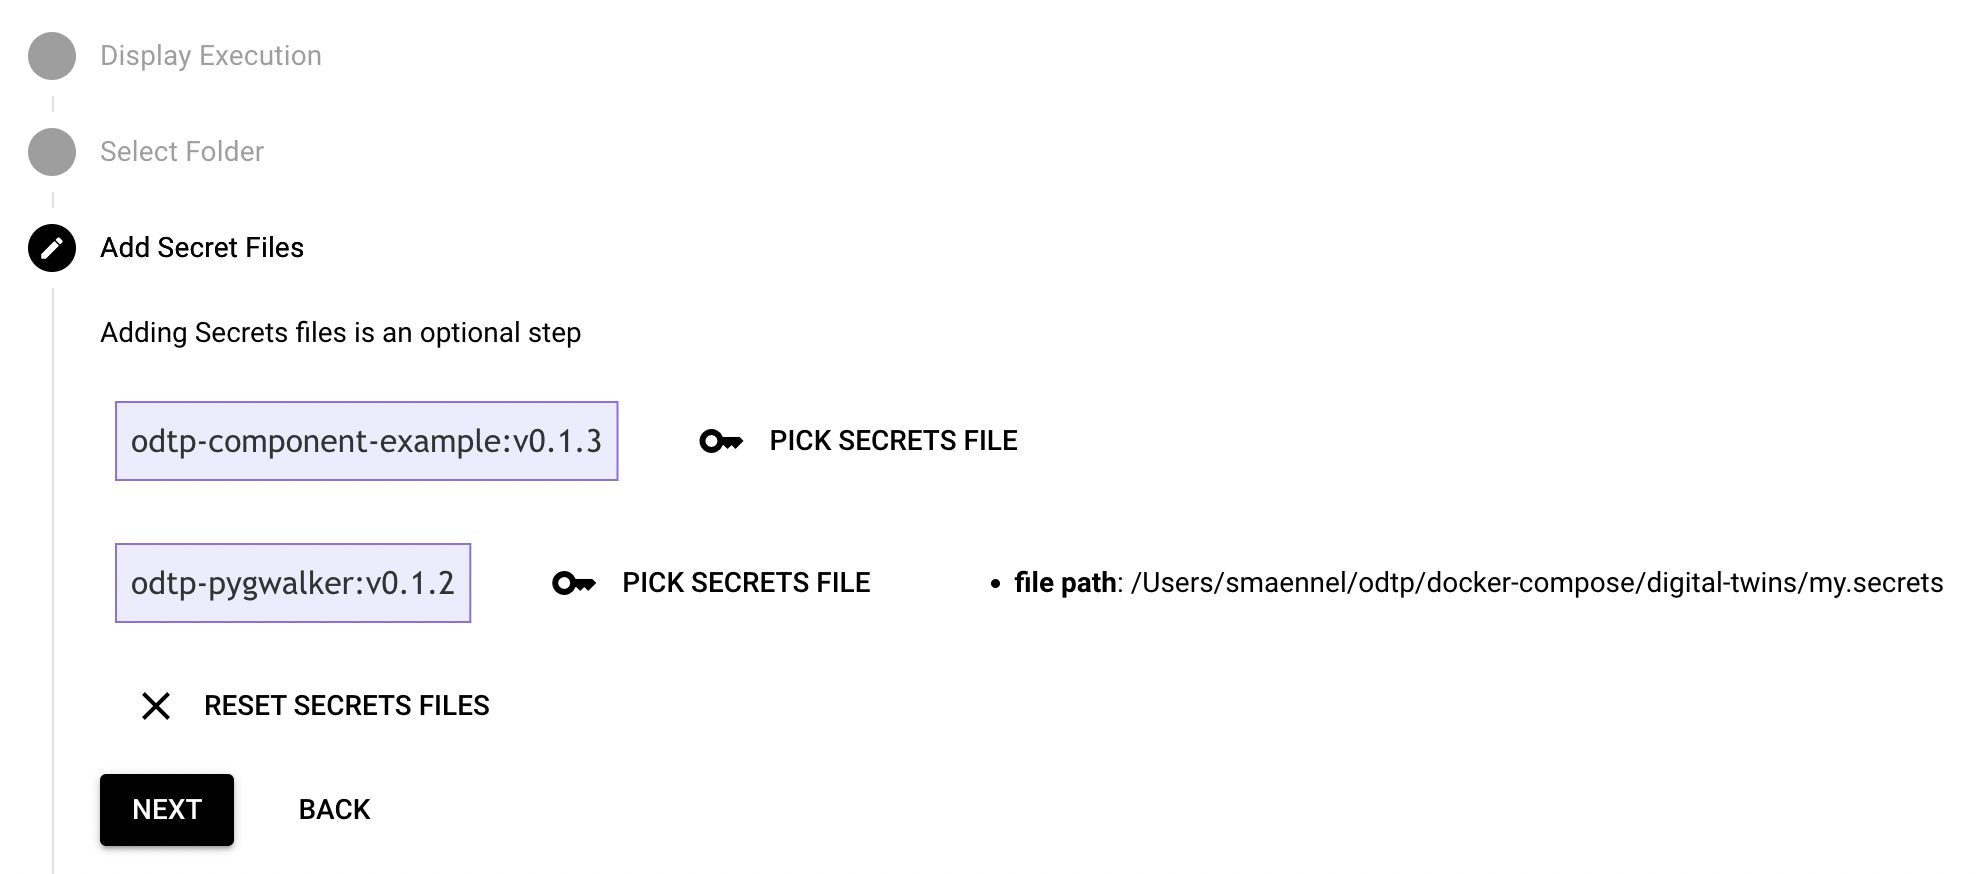 Display Execution
Select Folder
Add Secret Files
Adding Secrets files is an optional step
odtp-component-example:v0.1.3 PICK SECRETS FILE
odtp-pygwalker:v0.1.2 PICK SECRETS FILE • file path: /Users/smaennel/odtp/docker-compose/digital-twins/my.secrets
RESET SECRETS FILES
NEXT BACK